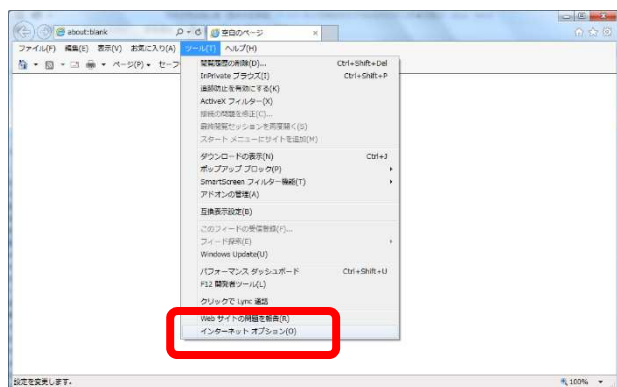 about:blank
空白のページ
ファイル(F) 編集(E) 表示(V) お気に入り(A) ツール(T) ヘルプ(H)
ページ(P) セーフ
閲覧履歴の削除(D)... Ctrl+Shift+Del
InPrivate ブラウズ(I) Ctrl+Shift+P
追跡防止を有効にする(K)
ActiveX フィルター(X)
接続の問題を修正(C)...
最終閲覧セッションを再度開く(S)
スタート メニューにサイトを追加(M)
ダウンロードの表示(N) Ctrl+J
ポップアップ ブロック(P)
SmartScreen フィルター機能(T)
アドオンの管理(A)
互換表示設定(B)
このフィードの受信登録(F)...
フィード探索(E)
Windows Update(U)
パフォーマンス ダッシュボード Ctrl+Shift+U
F12 開発者ツール(L)
クリックで Lync 通話
Web サイトの問題を報告(R)
インターネット オプション(O)
設定を変更します。
100%